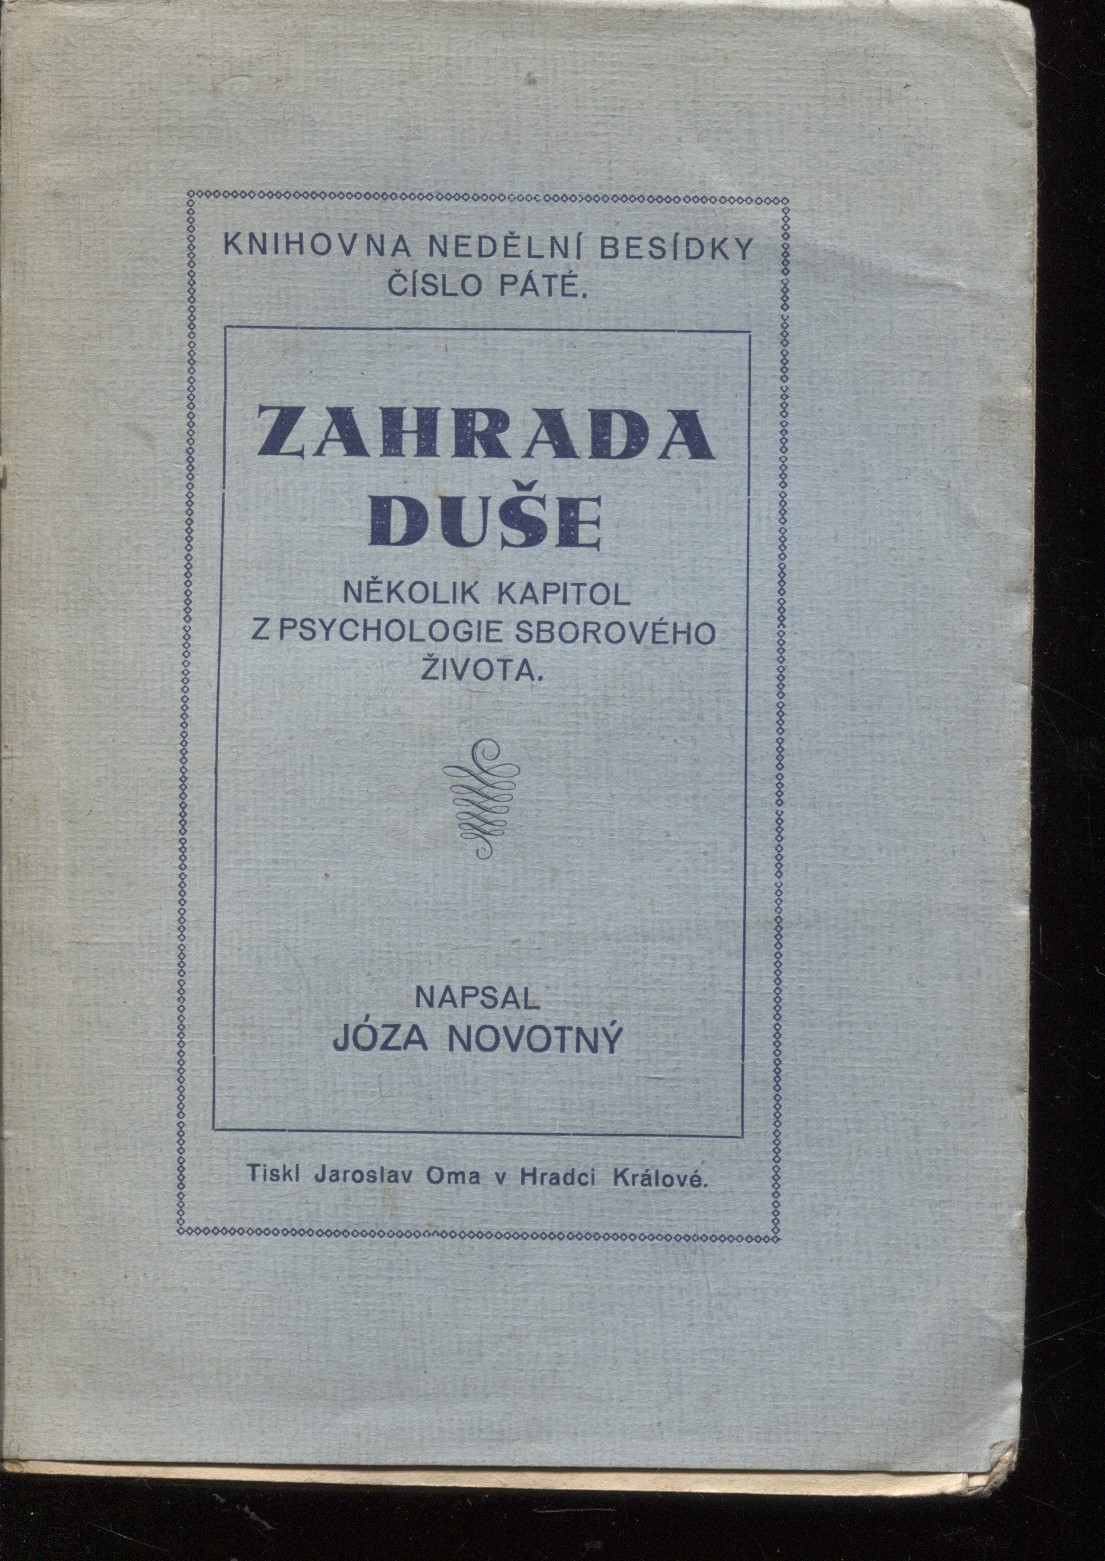 KNIHOVNA NEDĚLNÍ BESÍDKY
ČÍSLO PÁTÉ.
ZAHRADA
DUŠE
NĚKOLIK KAPITOL
Z PSYCHOLOGIE SBOROVÉHO
ŽIVOTA.
NAPSAL
JÓZA NOVOTNÝ
Tiskl Jaroslav Oma v Hradci Králové.